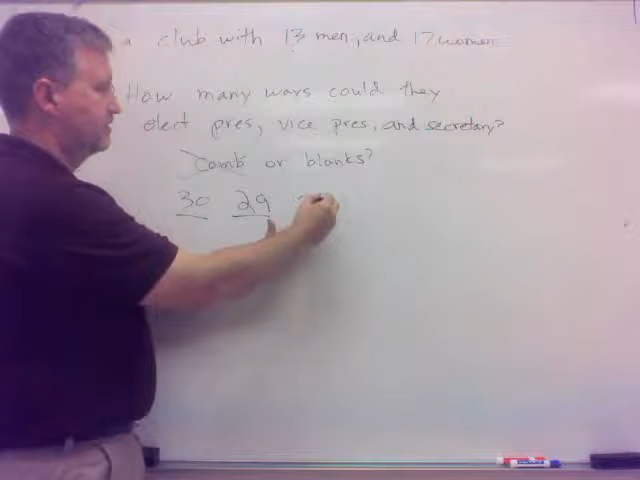 a club with 13 men, and 17 women
How many ways could they
elect pres, vice pres, and secretary?
Comb or blanks?
30 29